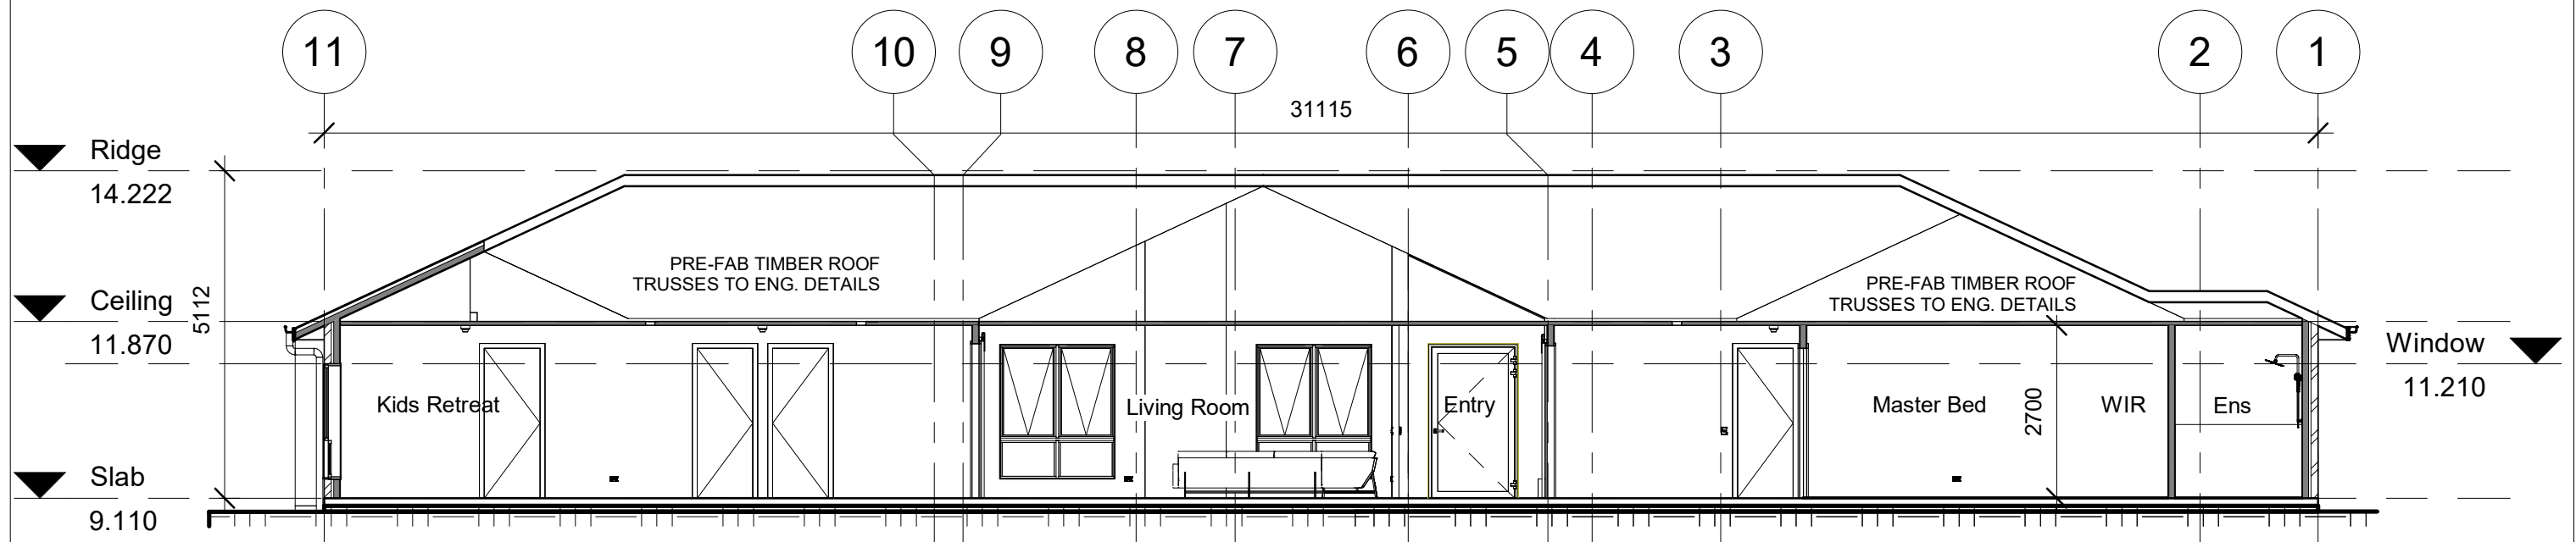 11
10
9
8
7
6
5
4
3
2
1
31115
Ridge
14.222
PRE-FAB TIMBER ROOF
TRUSSES TO ENG. DETAILS
PRE-FAB TIMBER ROOF
TRUSSES TO ENG. DETAILS
Ceiling
11.870
5112
Window
11.210
Kids Retreat
Living Room
Entry
Master Bed
2700
WIR
Ens
Slab
9.110